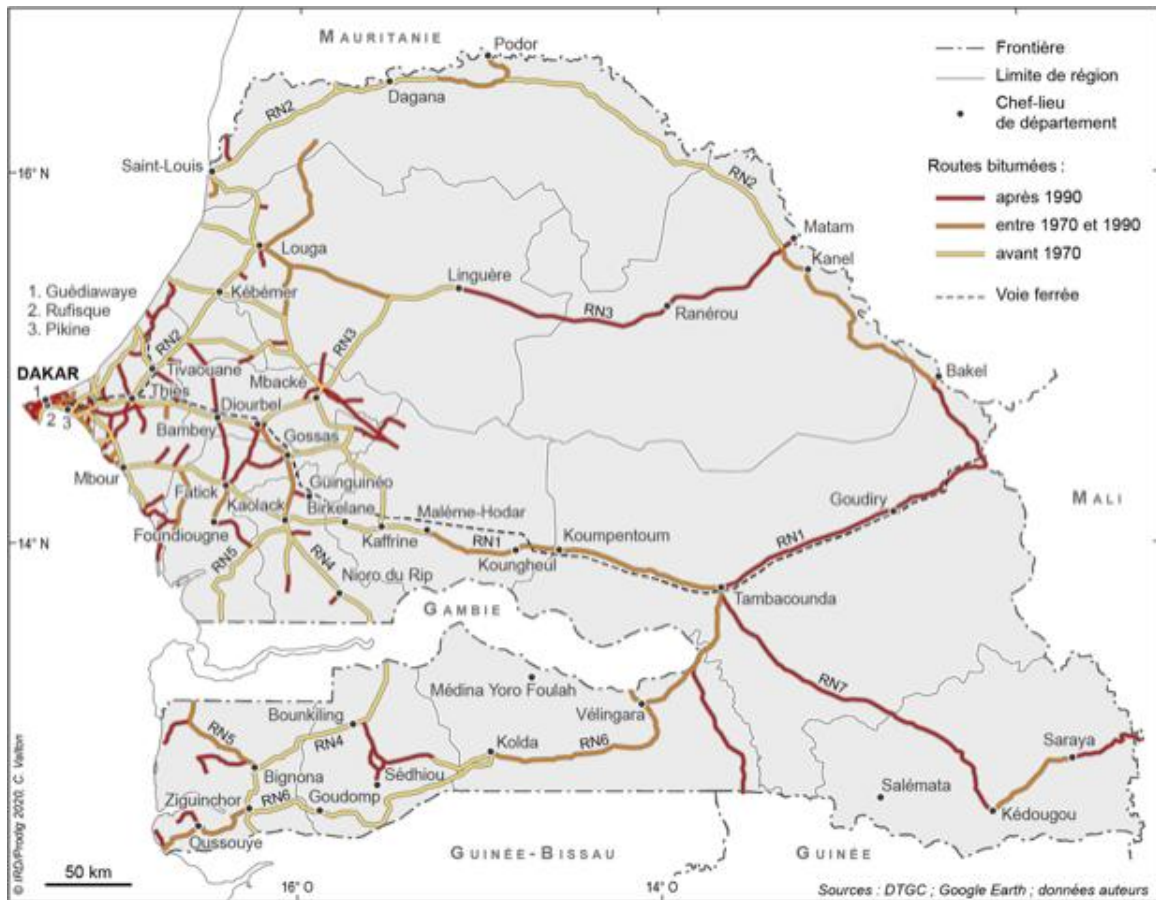 MAURITANIE
Podor
Dagana
RN2
Saint-Louis
16° N
RN2
Matam
Kanel
Louga
Linguère
RN3
Ranérou
Kébémer
1. Guédiawaye
2. Rufisque
3. Pikine
RN2
RN3
Tivaouane
Mbacké
Bakel
DAKAR
1
2
3
Thiès
Diourbel
Bambey
Gossas
Mbour
Guinguinéo
Fatick
Kaolack
Birkelane
Goudiry
MALI
Foundiougne
Kaffrine
Malème-Hodar
RN1
Koungheul
Koumpentoum
RN1
14° N
RN5
RN4
Nioro du Rip
Tambacounda
GAMBIE
Médina Yoro Foulah
Vélingara
RN7
Bounkiling
RN5
RN4
Kolda
RN6
Saraya
Bignona
Sédhiou
Salémata
Ziguinchor
RN6
Goudomp
Kédougou
Oussouye
GUINÉE-BISSAU
GUINÉE
50 km
16° O
14° O
Frontière
Limite de région
Chef-lieu
de département
Routes bitumées :
après 1990
entre 1970 et 1990
avant 1970
Voie ferrée
© IRD/Prodig 2020, C. Valton
Sources : DTGC ; Google Earth ; données auteurs